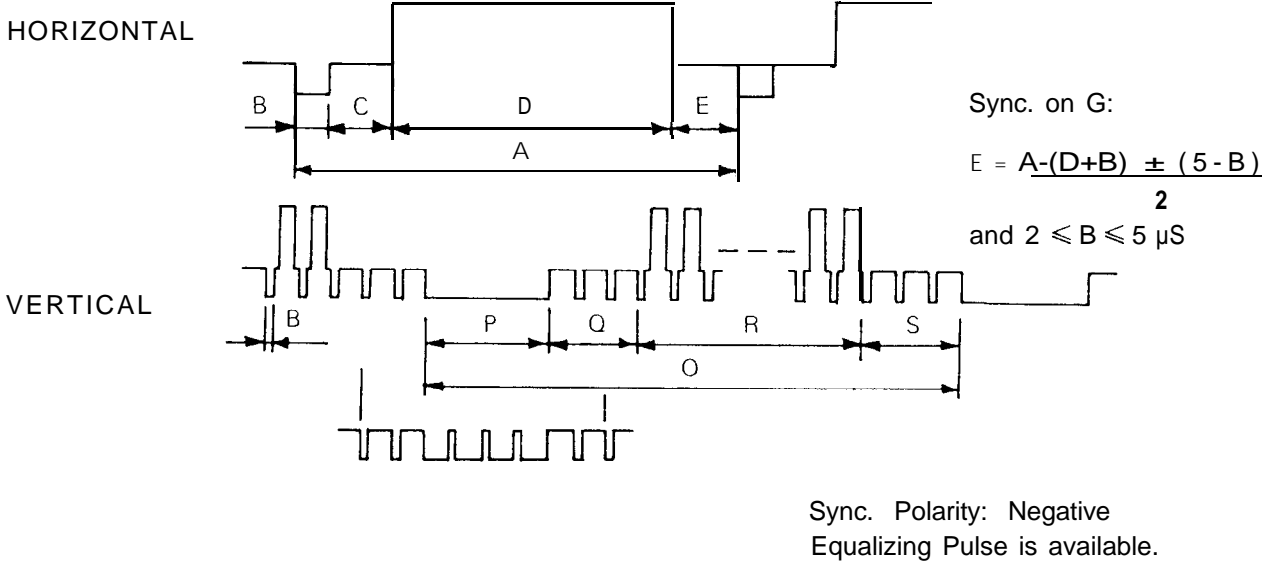 HORIZONTAL
B C D E
A
Sync. on G:
E = A-(D+B) ± (5-B)
2
and 2 ≤ B ≤ 5 µS
VERTICAL
B P Q R S
O
Sync. Polarity: Negative
Equalizing Pulse is available.